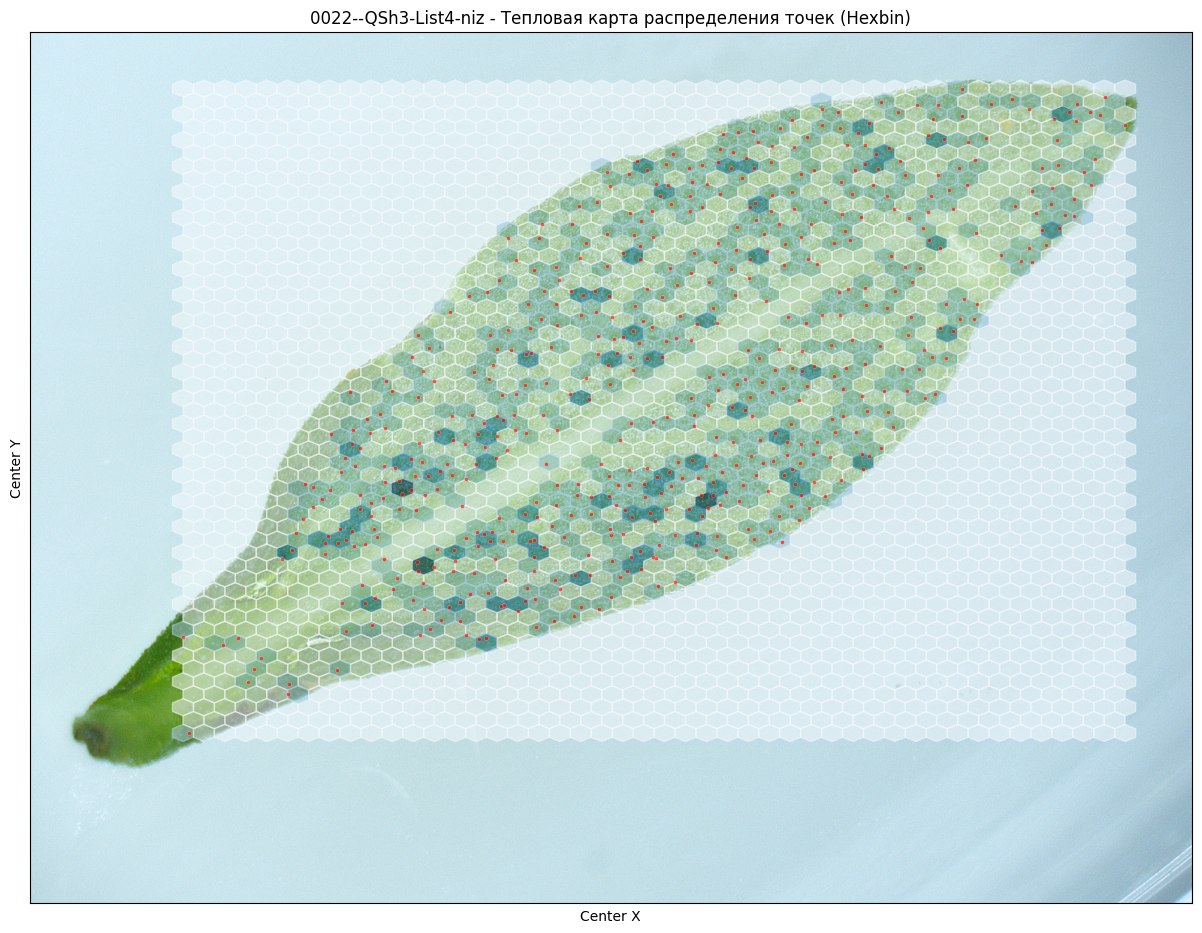 0022--QSh3-List4-niz - Тепловая карта распределения точек (Hexbin)
Center Y
Center X